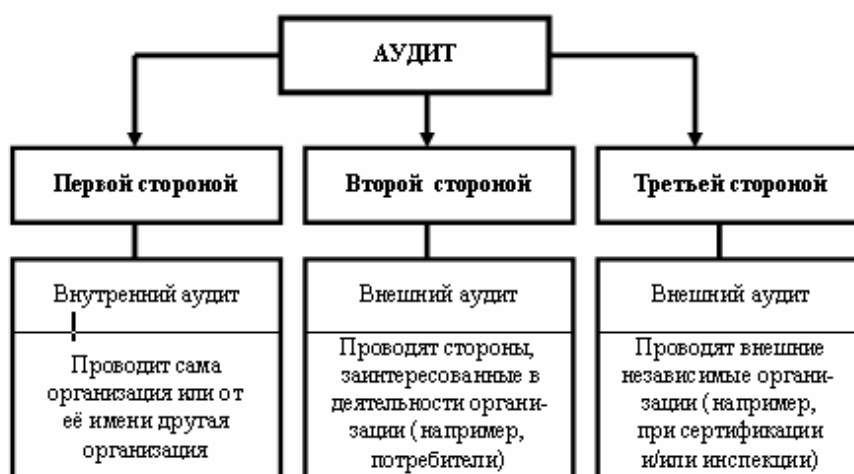 АУДИТ
Первой стороной
Второй стороной
Третьей стороной
Внутренний аудит
Проводит сама
организация или от
её имени другая
организация
Внешний аудит
Проводят стороны,
заинтересованные в
деятельности органи-
зации (например,
потребители)
Внешний аудит
Проводят внешние
независимые органи-
зации (например,
при сертификации
и/или инспекции)